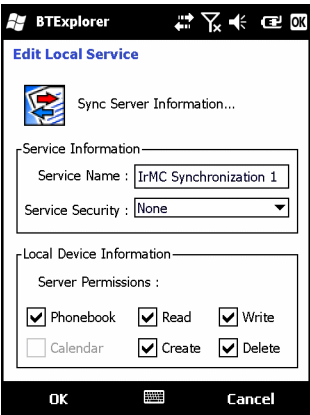 BTExplorer OK
Edit Local Service
Sync Server Information...
Service Information
Service Name : IrMC Synchronization 1
Service Security : None
Local Device Information
Server Permissions :
Phonebook Read Write
Calendar Create Delete
OK Cancel